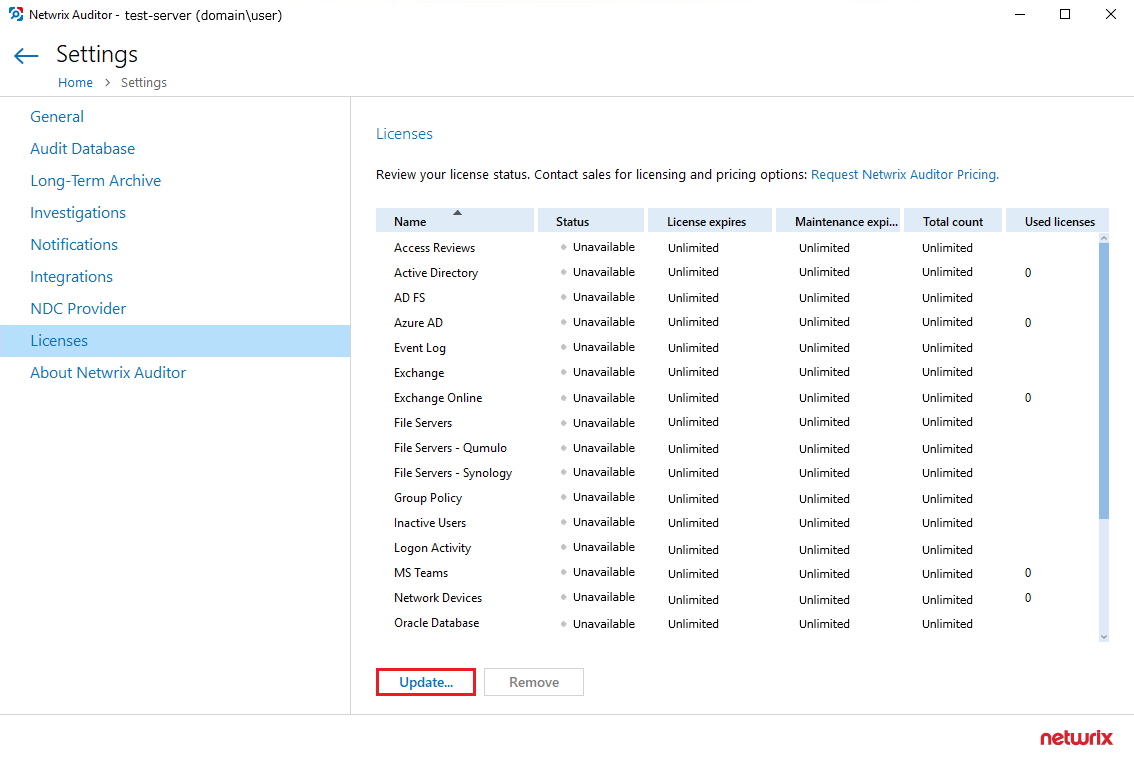 Netwrix Auditor - test-server (domain\user)
Settings
Home > Settings
General
Audit Database
Long-Term Archive
Investigations
Notifications
Integrations
NDC Provider
Licenses
About Netwrix Auditor
Licenses
Review your license status. Contact sales for licensing and pricing options: Request Netwrix Auditor Pricing.
Name Status License expires Maintenance expi... Total count Used licenses
Access Reviews Unavailable Unlimited Unlimited Unlimited
Active Directory Unavailable Unlimited Unlimited Unlimited 0
AD FS Unavailable Unlimited Unlimited Unlimited
Azure AD Unavailable Unlimited Unlimited Unlimited 0
Event Log Unavailable Unlimited Unlimited Unlimited
Exchange Unavailable Unlimited Unlimited Unlimited
Exchange Online Unavailable Unlimited Unlimited Unlimited 0
File Servers Unavailable Unlimited Unlimited Unlimited
File Servers - Qumulo Unavailable Unlimited Unlimited Unlimited
File Servers - Synology Unavailable Unlimited Unlimited Unlimited
Group Policy Unavailable Unlimited Unlimited Unlimited
Inactive Users Unavailable Unlimited Unlimited Unlimited
Logon Activity Unavailable Unlimited Unlimited Unlimited
MS Teams Unavailable Unlimited Unlimited Unlimited 0
Network Devices Unavailable Unlimited Unlimited Unlimited 0
Oracle Database Unavailable Unlimited Unlimited Unlimited
Update... Remove
netwrix